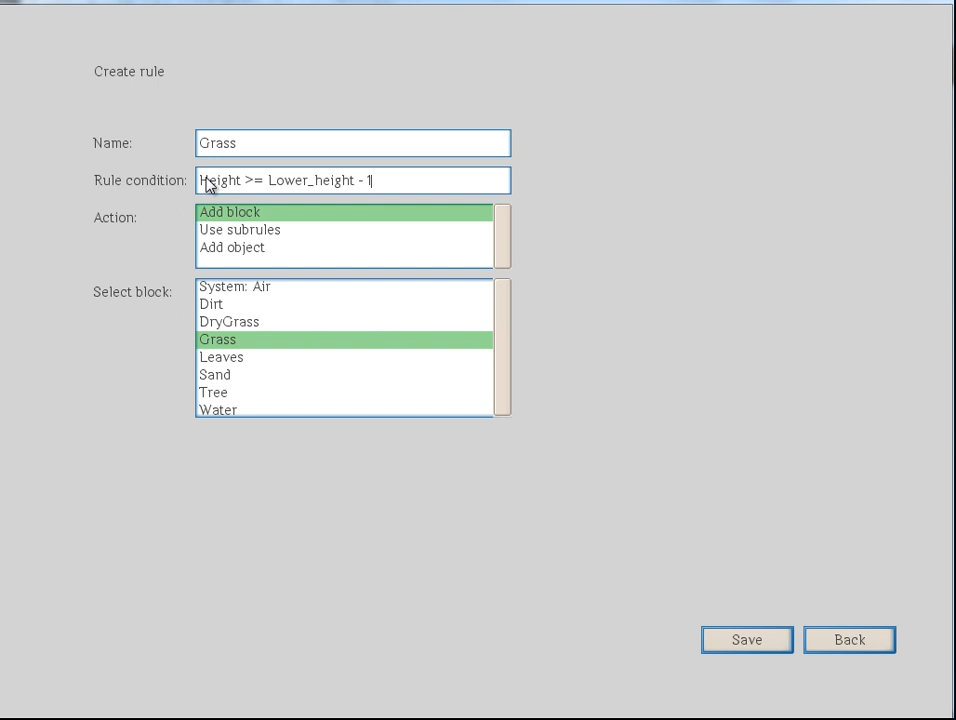 Create rule
Name: Grass
Rule condition: Height >= Lower_height -1
Action:
Add block
Use subrules
Add object
Select block:
System: Air
Dirt
DryGrass
Grass
Leaves
Sand
Tree
Water
Save Back